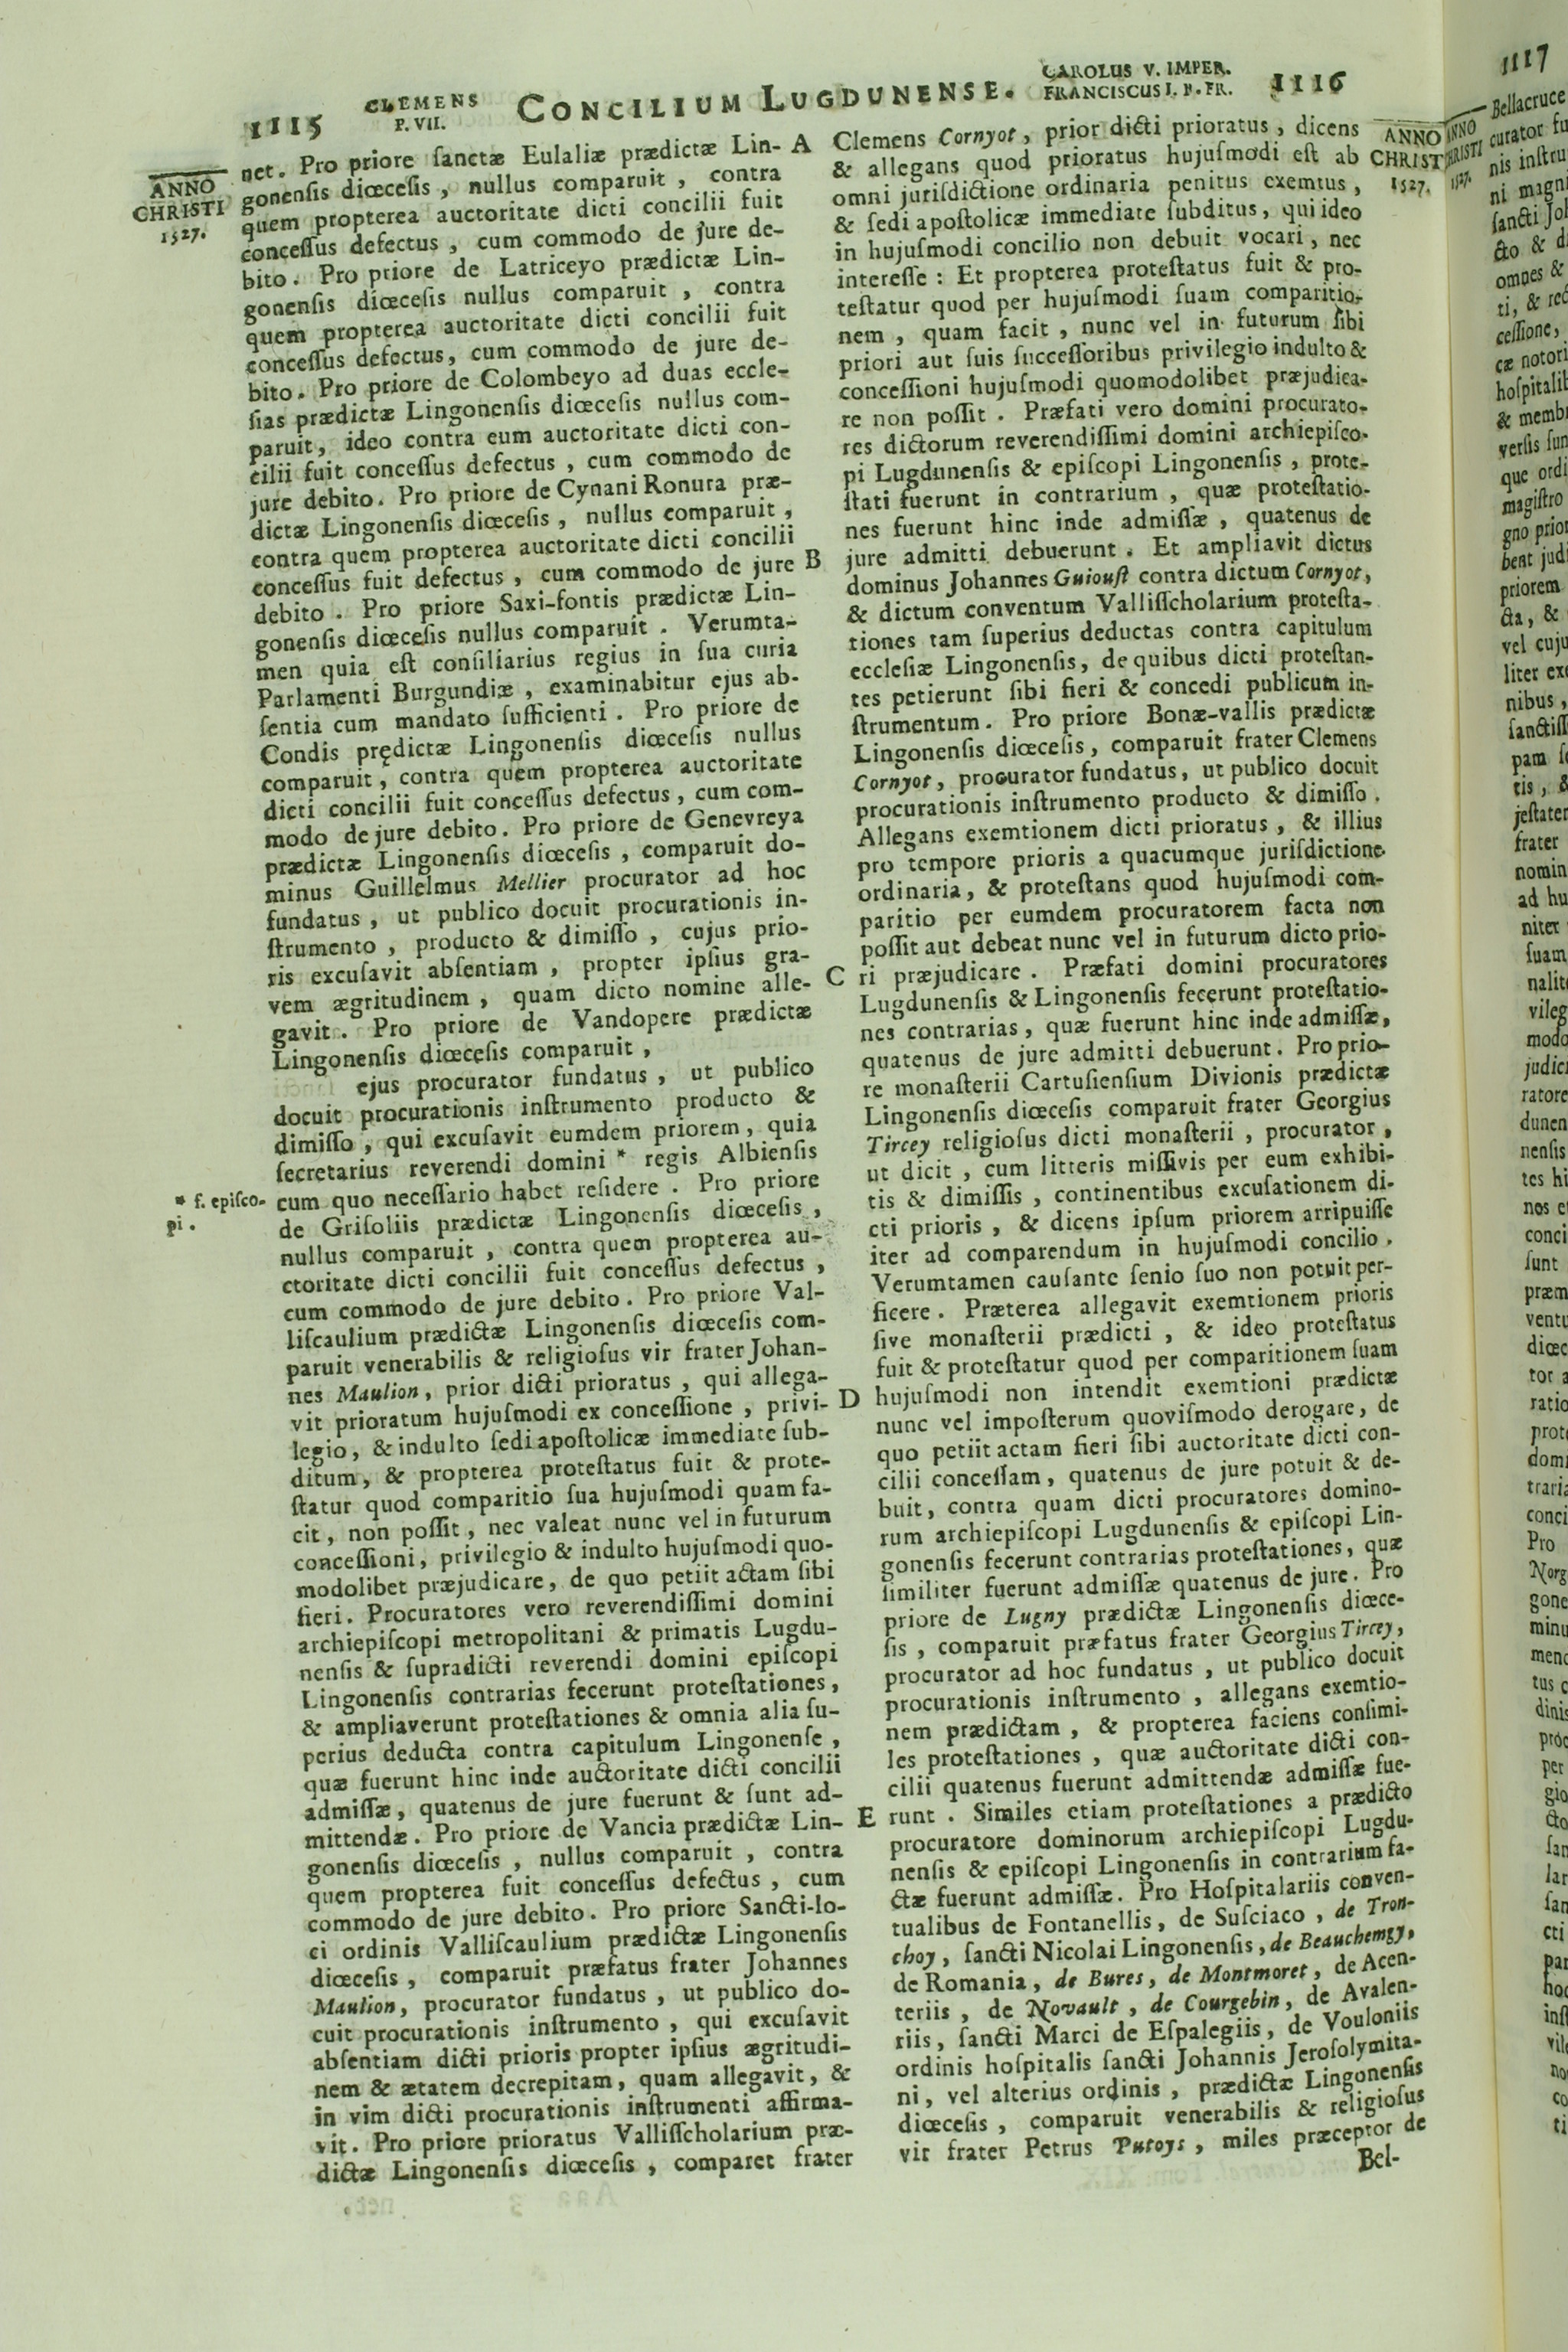 1115
CLEMENS
P. VII.
CONCILIUM LUGDUNENSE.
CAROLUS V. IMPER.
FRANCISCUS I. P. FR.
1116
ANNO
CHRISTI
1527.
net. Pro priore ſanctæ Eulaliæ prædictæ Lin-
gonenſis diœceſis, nullus comparuit, contra
quem propterea auctoritate dicti concilii fuit
conceſſus defectus, cum commodo de jure de-
bito. Pro priore de Latriceyo prædictæ Lin-
gonenſis diœceſis nullus comparuit, contra
quem propterea auctoritate dicti concilii fuit
conceſſus defectus, cum commodo de jure de-
bito. Pro priore de Colombeyo ad duas eccle-
ſias prædictæ Lingonenſis diœceſis nullus com-
paruit, ideo contra eum auctoritate dicti con-
cilii fuit conceſſus defectus, cum commodo de
jure debito. Pro priore de Cynani Ronura præ-
dictæ Lingonenſis diœceſis, nullus comparuit,
contra quem propterea auctoritate dicti concilii
conceſſus fuit defectus, cum commodo de jure
debito. Pro priore Saxi-fontis prædictæ Lin-
gonenſis diœceſis nullus comparuit. Verumta-
men quia eſt conſiliarius regius in ſua curia
Parlamenti Burgundiæ, examinabitur ejus ab-
ſentia cum mandato ſufficienti. Pro priore de
Condis prędictæ Lingonenſis diœceſis nullus
comparuit, contra quem propterea auctoritate
dicti concilii fuit conceſſus defectus, cum com-
modo de jure debito. Pro priore de Genevreya
prædictæ Lingonenſis diœceſis, comparuit do-
minus Guillelmus Mellier procurator ad hoc
fundatus, ut publico docuit procurationis in-
ſtrumento, producto & dimiſſo, cujus prio-
ris excuſavit abſentiam, propter ipſius gra-
vem ægritudinem, quam dicto nomine alle-
gavit. Pro priore de Vandopere prædictæ
Lingonenſis diœceſis comparuit,
ejus procurator fundatus, ut publico
docuit procurationis inſtrumento producto &
dimiſſo, qui excuſavit eumdem priorem, quia
ſecretarius reverendi domini * regis Albienſis
* f. epiſco-
pi.
cum quo neceſſario habet reſidere. Pro priore
de Griſoliis prædictæ Lingonenſis diœceſis,
nullus comparuit, contra quem propterea au-
ctoritate dicti concilii fuit conceſſus defectus,
cum commodo de jure debito. Pro priore Val-
liſcaulium prædictæ Lingonenſis diœceſis com-
paruit venerabilis & religioſus vir frater Johan-
nes Maulion, prior dicti prioratus, qui allega-
vit prioratum hujuſmodi ex conceſſione, privi-
legio, & indulto ſedi apoſtolicæ immediate ſub-
ditum, & propterea proteſtatus fuit & prote-
ſtatur quod comparitio ſua hujuſmodi quam fa-
cit, non poſſit, nec valeat nunc vel in futurum
conceſſioni, privilegio & indulto hujuſmodi quo-
modolibet præjudicare, de quo petiit actam ſibi
fieri. Procuratores vero reverendiſſimi domini
archiepiſcopi metropolitani & primatis Lugdu-
nenſis & ſupradicti reverendi domini epiſcopi
Lingonenſis contrarias fecerunt proteſtationes,
& ampliaverunt proteſtationes & omnia alia ſu-
perius deducta contra capitulum Lingonenſe,
quæ fuerunt hinc inde auctoritate dicti concilii
admiſſæ, quatenus de jure fuerunt & ſunt ad-
mittendæ. Pro priore de Vancia prædictæ Lin-
gonenſis diœceſis, nullus comparuit, contra
quem propterea fuit conceſſus defectus, cum
commodo de jure debito. Pro priore Sancti-lo-
ci ordinis Valliſcaulium prædictæ Lingonenſis
diœceſis, comparuit præfatus frater Johannes
Maulion, procurator fundatus, ut publico do-
cuit procurationis inſtrumento, qui excuſavit
abſentiam dicti prioris propter ipſius ægritudi-
nem & ætatem decrepitam, quam allegavit, &
in vim dicti procurationis inſtrumenti affirma-
vit. Pro priore prioratus Valliſſcholarium præ-
dictæ Lingonenſis diœceſis, comparet frater
A
B
C
D
E
Clemens Cornyot, prior dicti prioratus, dicens
& allegans quod prioratus hujuſmodi eſt ab
omni juriſdictione ordinaria penitus exemtus,
& ſedi apoſtolicæ immediate ſubditus, qui ideo
in hujuſmodi concilio non debuit vocari, nec
intereſſe: Et propterea proteſtatus fuit & pro-
teſtatur quod per hujuſmodi ſuam comparitio-
nem, quam facit, nunc vel in futurum ſibi
priori aut ſuis ſucceſſoribus privilegio indulto &
conceſſioni hujuſmodi quomodolibet præjudica-
re non poſſit. Præfati vero domini procurato-
res dictorum reverendiſſimi domini archiepiſco-
pi Lugdunenſis & epiſcopi Lingonenſis, prote-
ſtati fuerunt in contrarium, quæ proteſtatio-
nes fuerunt hinc inde admiſſæ, quatenus de
jure admitti debuerunt. Et ampliavit dictus
dominus Johannes Guiouſt contra dictum Cornyot,
& dictum conventum Valliſſcholarium proteſta-
tiones tam ſuperius deductas contra capitulum
eccleſiæ Lingonenſis, de quibus dicti proteſtan-
tes petierunt ſibi fieri & concedi publicum in-
ſtrumentum. Pro priore Bonæ-vallis prædictæ
Lingonenſis diœceſis, comparuit frater Clemens
Cornyot, procurator fundatus, ut publico docuit
procurationis inſtrumento producto & dimiſſo.
Allegans exemtionem dicti prioratus, & illius
pro tempore prioris a quacumque juriſdictione
ordinaria, & proteſtans quod hujuſmodi com-
paritio per eumdem procuratorem facta non
poſſit aut debeat nunc vel in futurum dicto prio-
ri præjudicare. Præfati domini procuratores
Lugdunenſis & Lingonenſis fecerunt proteſtatio-
nes contrarias, quæ fuerunt hinc inde admiſſæ,
quatenus de jure admitti debuerunt. Pro prio-
re monaſterii Cartuſienſium Divionis prædictæ
Lingonenſis diœceſis comparuit frater Georgius
Tircey religioſus dicti monaſterii, procurator,
ut dicit, cum litteris miſſivis per eum exhibi-
tis & dimiſſis, continentibus excuſationem di-
cti prioris, & dicens ipſum priorem arripuiſſe
iter ad comparendum in hujuſmodi concilio.
Verumtamen cauſante ſenio ſuo non potuit per-
ficere. Præterea allegavit exemtionem prioris
ſive monaſterii prædicti, & ideo proteſtatus
fuit & proteſtatur quod per comparitionem ſuam
hujuſmodi non intendit exemtioni prædictæ
nunc vel impoſterum quoviſmodo derogare, de
quo petiit actam fieri ſibi auctoritate dicti con-
cilii conceſſam, quatenus de jure potuit & de-
buit, contra quam dicti procuratores domino-
rum archiepiſcopi Lugdunenſis & epiſcopi Lin-
gonenſis fecerunt contrarias proteſtationes, quæ
ſimiliter fuerunt admiſſæ quatenus de jure. Pro
priore de Lugny prædictæ Lingonenſis diœce-
ſis, comparuit præfatus frater Georgius Tircey,
procurator ad hoc fundatus, ut publico docuit
procurationis inſtrumento, allegans exemtio-
nem prædictam, & propterea faciens conſimi-
les proteſtationes, quæ auctoritate dicti con-
cilii quatenus fuerunt admittendæ admiſſæ fue-
runt. Similes etiam proteſtationes a prædicto
procuratore dominorum archiepiſcopi Lugdu-
nenſis & epiſcopi Lingonenſis in contrarium fa-
ctæ fuerunt admiſſæ. Pro Hoſpitalariis conven-
tualibus de Fontanellis, de Suſciaco, de Tron-
choy, ſancti Nicolai Lingonenſis, de Beauchemgy,
de Romania, de Bures, de Montmoret, de Acen-
teriis, de Novault, de Courgebin, de Avalen-
riis, ſancti Marci de Eſpalegiis, de Vouloniis
ordinis hoſpitalis ſancti Johannis Jeroſolymita-
ni, vel alterius ordinis, prædictæ Lingonenſis
diœceſis, comparuit venerabilis & religioſus
vir frater Petrus Putoys, miles præceptor de
Bel-
ANNO
CHRISTI
1527.
1117
Bellacruce